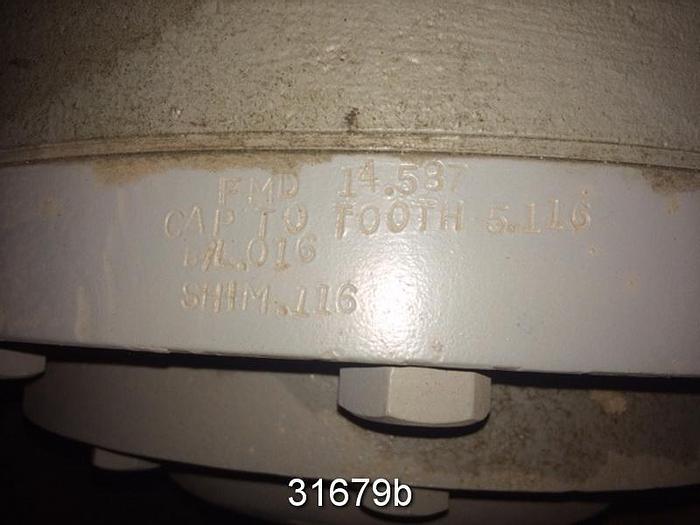 FMD 14.537
CAP TO TOOTH 5.116
B/L.016
SHIM.116
31679b